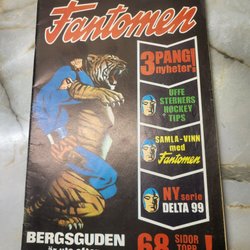 Fantomen
3 PANG
nyheter!
UFFE
STERNERS
HOCKEY
TIPS
SAMLA-VINN
med
Fantomen
NY serie
DELTA 99
BERGSGUDEN
68 SIDOR
TOPP
!